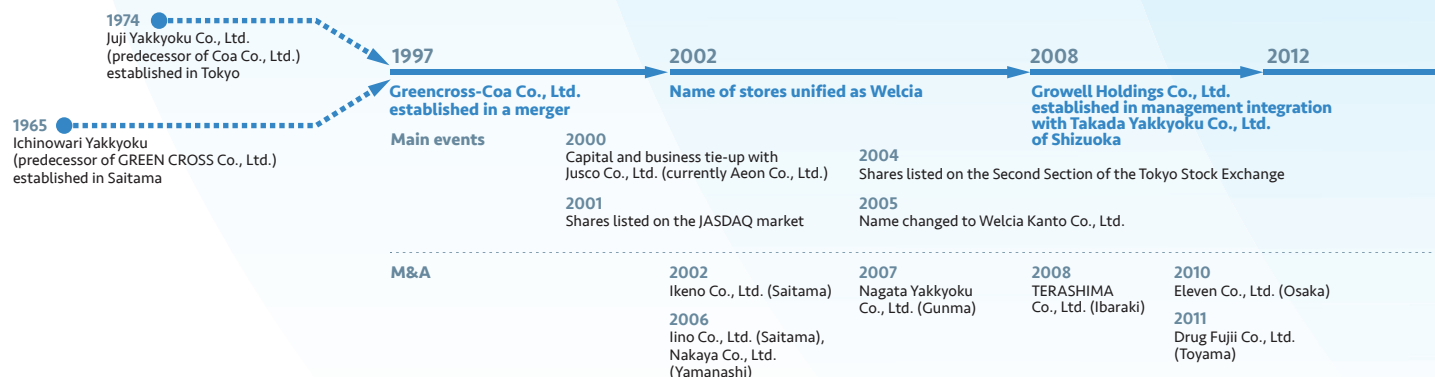 1974
Juji Yakkyoku Co., Ltd.
(predecessor of Coa Co., Ltd.)
established in Tokyo
1965
Ichinowari Yakkyoku
(predecessor of GREEN CROSS Co., Ltd.)
established in Saitama
1997
Greencross-Coa Co., Ltd.
established in a merger
2002
Name of stores unified as Welcia
2008
Growell Holdings Co., Ltd.
established in management integration
with Takada Yakkyoku Co., Ltd.
of Shizuoka
2012
Main events
2000
Capital and business tie-up with
Jusco Co., Ltd. (currently Aeon Co., Ltd.)
2001
Shares listed on the JASDAQ market
2004
Shares listed on the Second Section of the Tokyo Stock Exchange
2005
Name changed to Welcia Kanto Co., Ltd.
M&A
2002
Ikeno Co., Ltd. (Saitama)
2006
Iino Co., Ltd. (Saitama),
Nakaya Co., Ltd.
(Yamanashi)
2007
Nagata Yakkyoku
Co., Ltd. (Gunma)
2008
TERASHIMA
Co., Ltd. (Ibaraki)
2010
Eleven Co., Ltd. (Osaka)
2011
Drug Fujii Co., Ltd.
(Toyama)